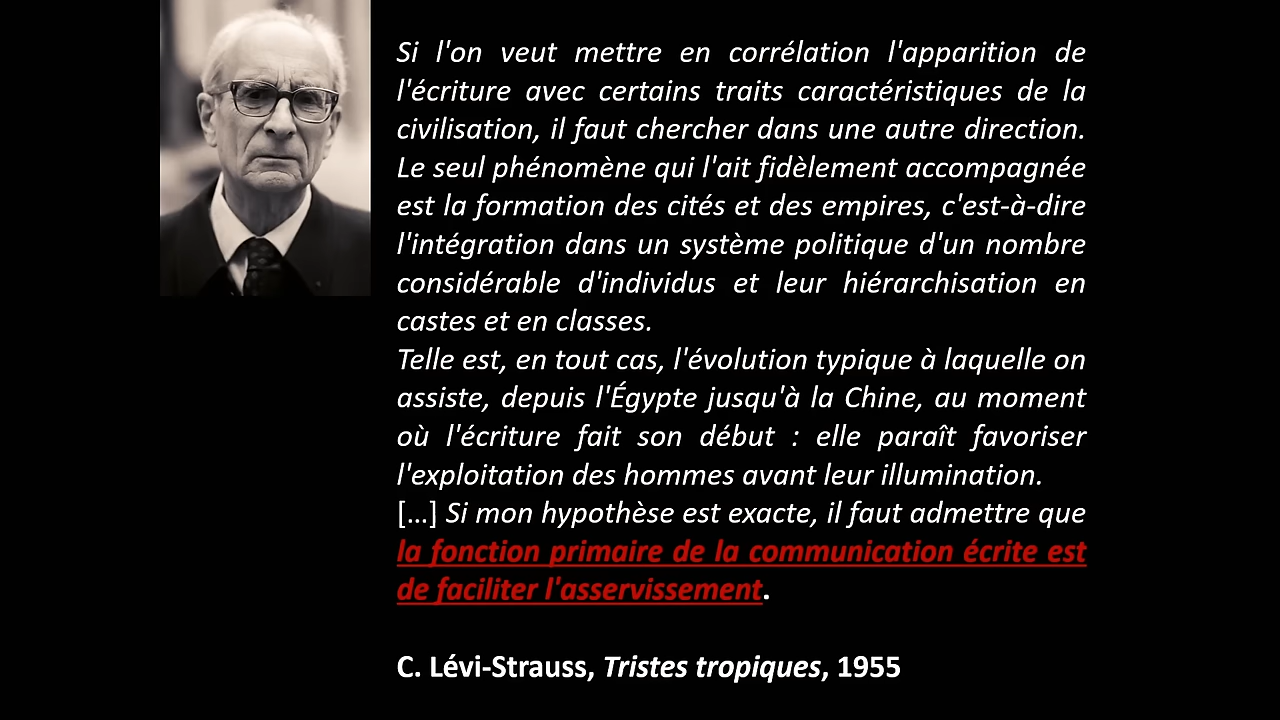 Si l'on veut mettre en corrélation l'apparition de
l'écriture avec certains traits caractéristiques de la
civilisation, il faut chercher dans une autre direction.
Le seul phénomène qui l'ait fidèlement accompagnée
est la formation des cités et des empires, c'est-à-dire
l'intégration dans un système politique d'un nombre
considérable d'individus et leur hiérarchisation en
castes et en classes.
Telle est, en tout cas, l'évolution typique à laquelle on
assiste, depuis l'Égypte jusqu'à la Chine, au moment
où l'écriture fait son début : elle paraît favoriser
l'exploitation des hommes avant leur illumination.
[…] Si mon hypothèse est exacte, il faut admettre que
la fonction primaire de la communication écrite est
de faciliter l'asservissement.
C. Lévi-Strauss, Tristes tropiques, 1955